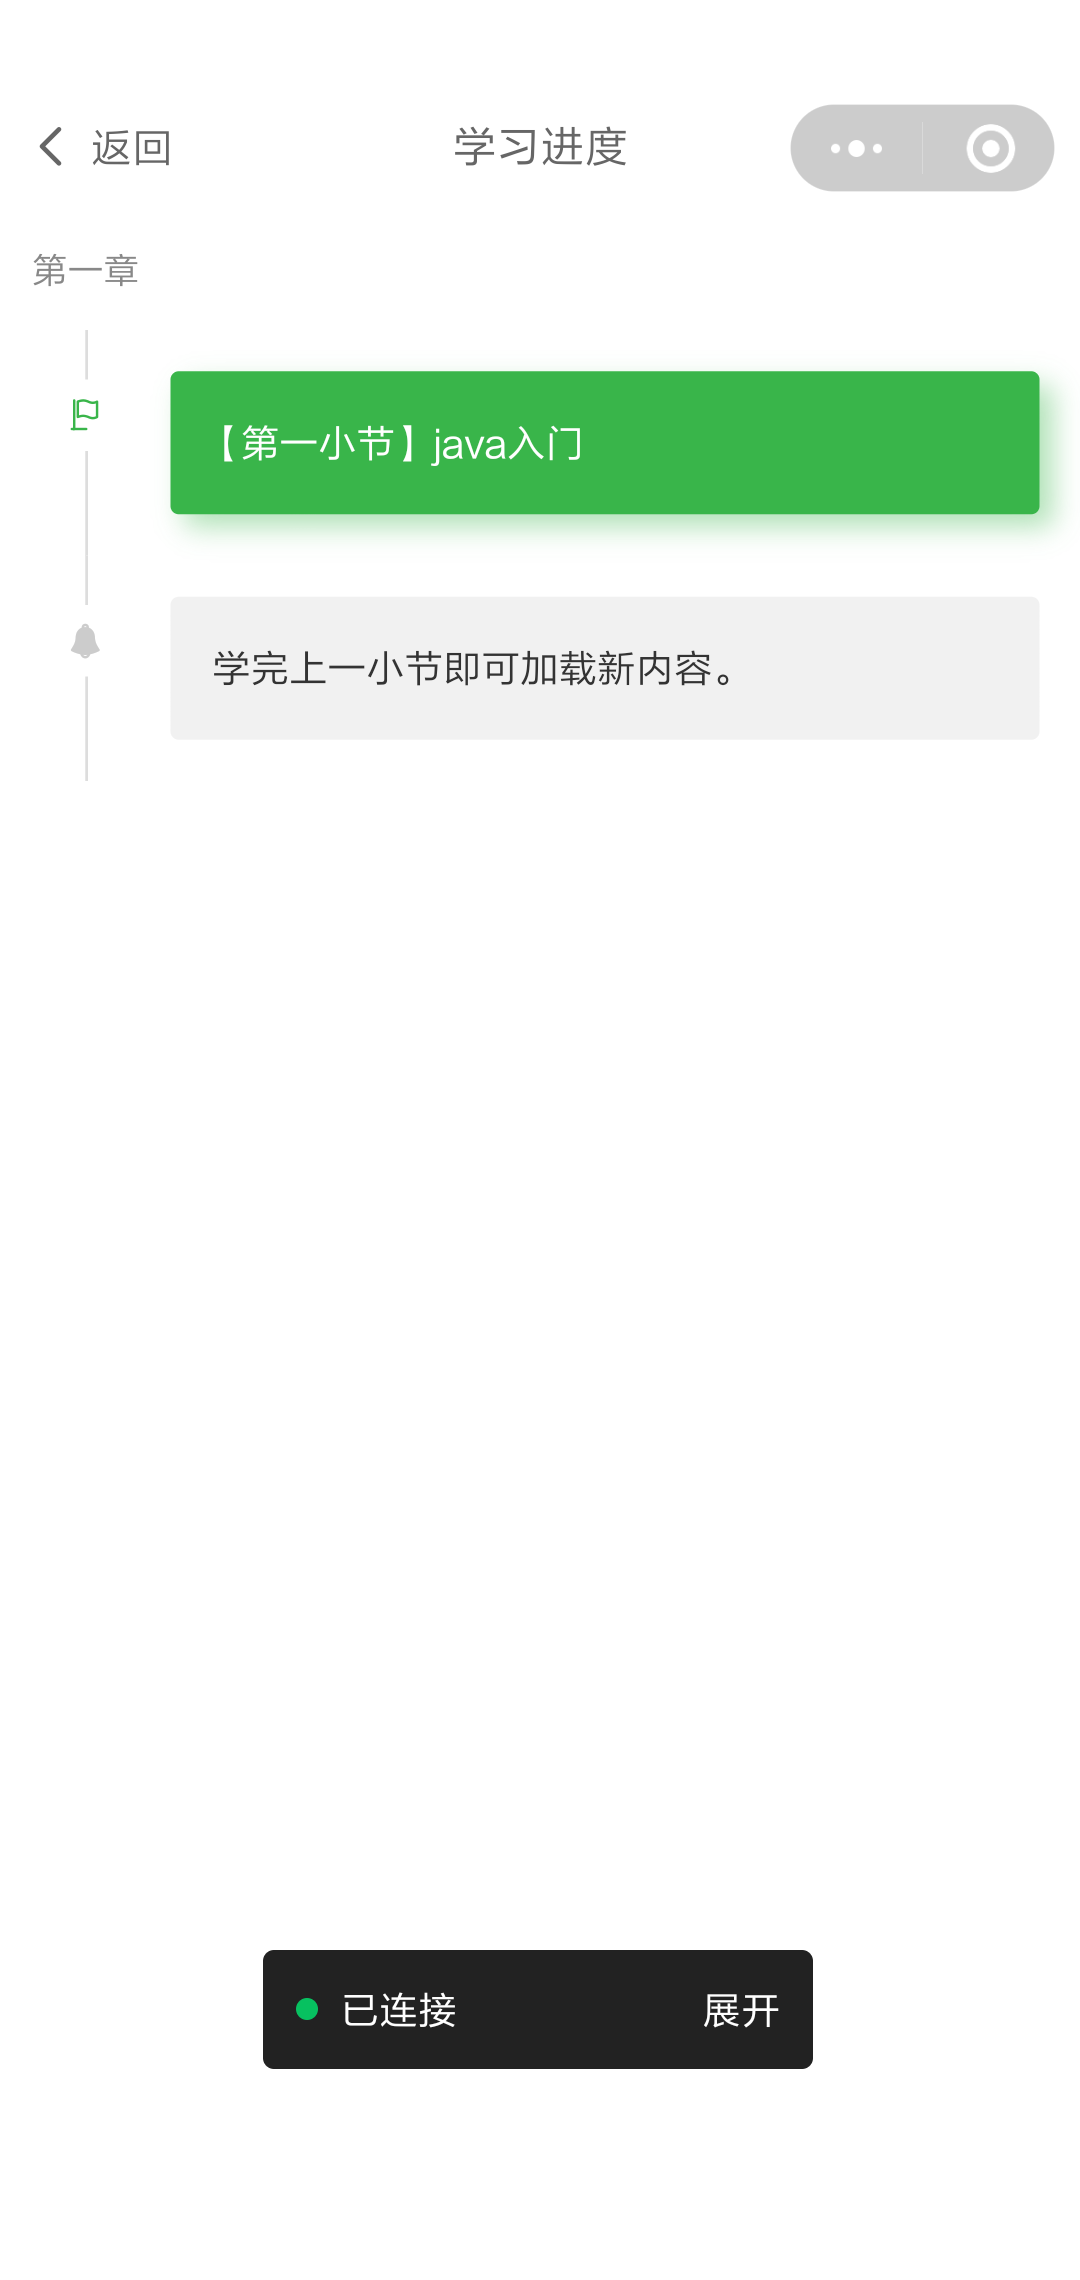 返回
学习进度
第一章
【第一小节】java入门
学完上一小节即可加载新内容。
已连接
展开